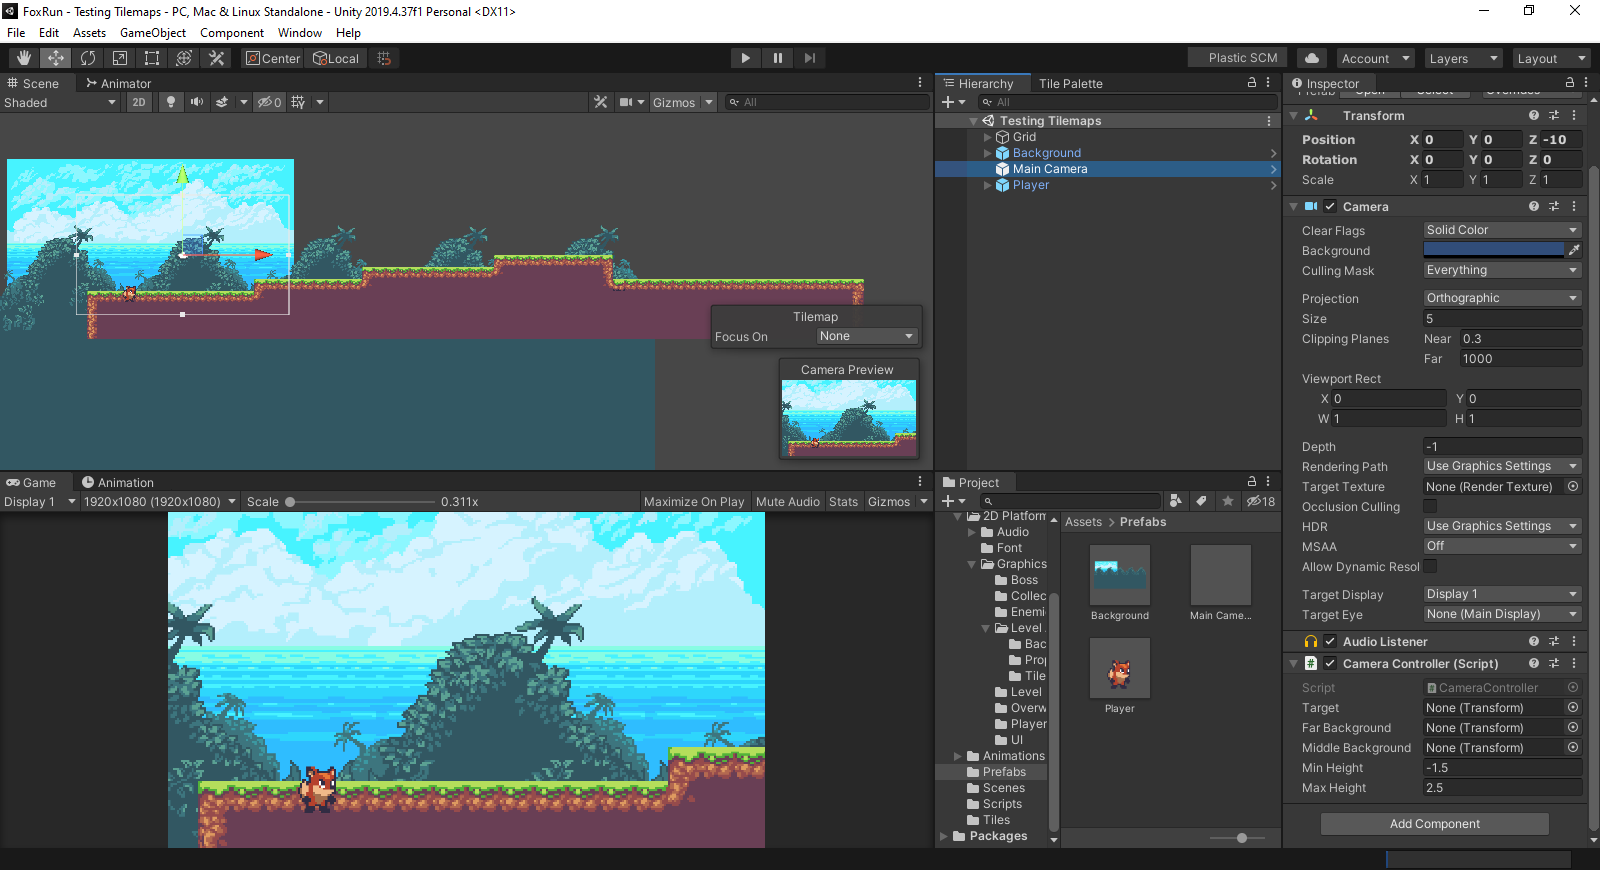 FoxRun - Testing Tilemaps - PC, Mac & Linux Standalone - Unity 2019.4.37f1 Personal <DX11>
File Edit Assets GameObject Component Window Help
Center Local
Plastic SCM Account Layers Layout
Scene Animator
Shaded 2D 0 Gizmos All
Tilemap
Focus On None
Camera Preview
Hierarchy Tile Palette
All
Testing Tilemaps
Grid
Background
Main Camera
Player
Game Animation
Display 1 1920x1080 (1920x1080) Scale 0.311x Maximize On Play Mute Audio Stats Gizmos
Project
18
2D Platform
Audio
Font
Graphics
Boss
Collec
Enemi
Level
Bac
Pro
Tile
Level
Overw
Player
UI
Animations
Prefabs
Scenes
Scripts
Tiles
Packages
Assets > Prefabs
Background
Main Came...
Player
Inspector
Prefab Open Select Overrides
Transform
Position X 0 Y 0 Z -10
Rotation X 0 Y 0 Z 0
Scale X 1 Y 1 Z 1
Camera
Clear Flags Solid Color
Background
Culling Mask Everything
Projection Orthographic
Size 5
Clipping Planes Near 0.3
Far 1000
Viewport Rect
X 0 Y 0
W 1 H 1
Depth -1
Rendering Path Use Graphics Settings
Target Texture None (Render Texture)
Occlusion Culling
HDR Use Graphics Settings
MSAA Off
Allow Dynamic Resol
Target Display Display 1
Target Eye None (Main Display)
Audio Listener
# Camera Controller (Script)
Script CameraController
Target None (Transform)
Far Background None (Transform)
Middle Background None (Transform)
Min Height -1.5
Max Height 2.5
Add Component